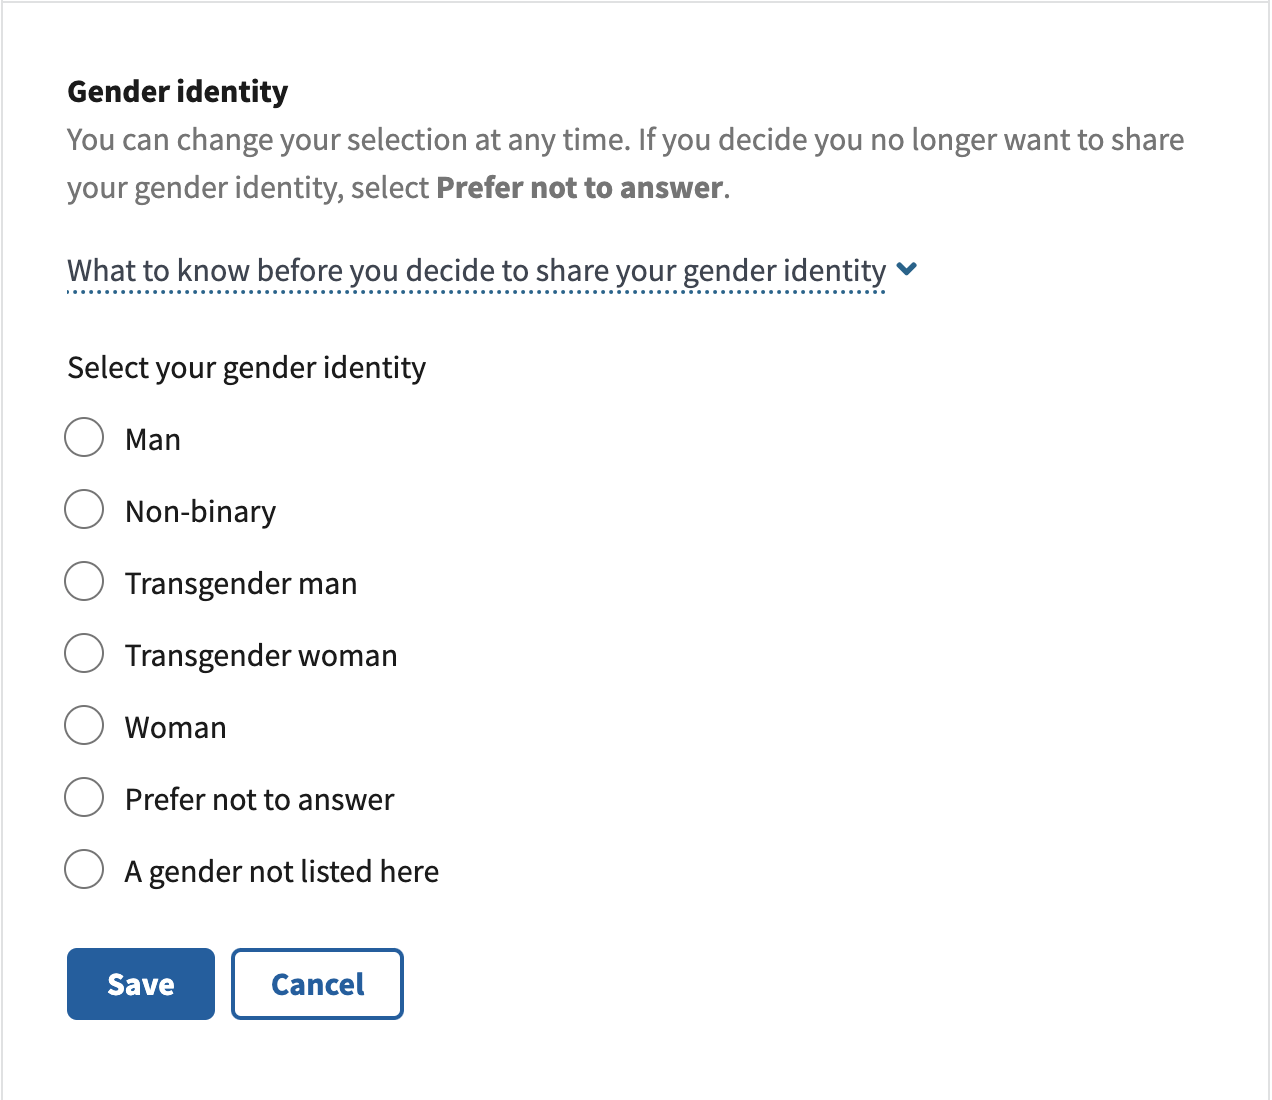 Gender identity
You can change your selection at any time. If you decide you no longer want to share
your gender identity, select Prefer not to answer.
What to know before you decide to share your gender identity
Select your gender identity
Man
Non-binary
Transgender man
Transgender woman
Woman
Prefer not to answer
A gender not listed here
Save Cancel